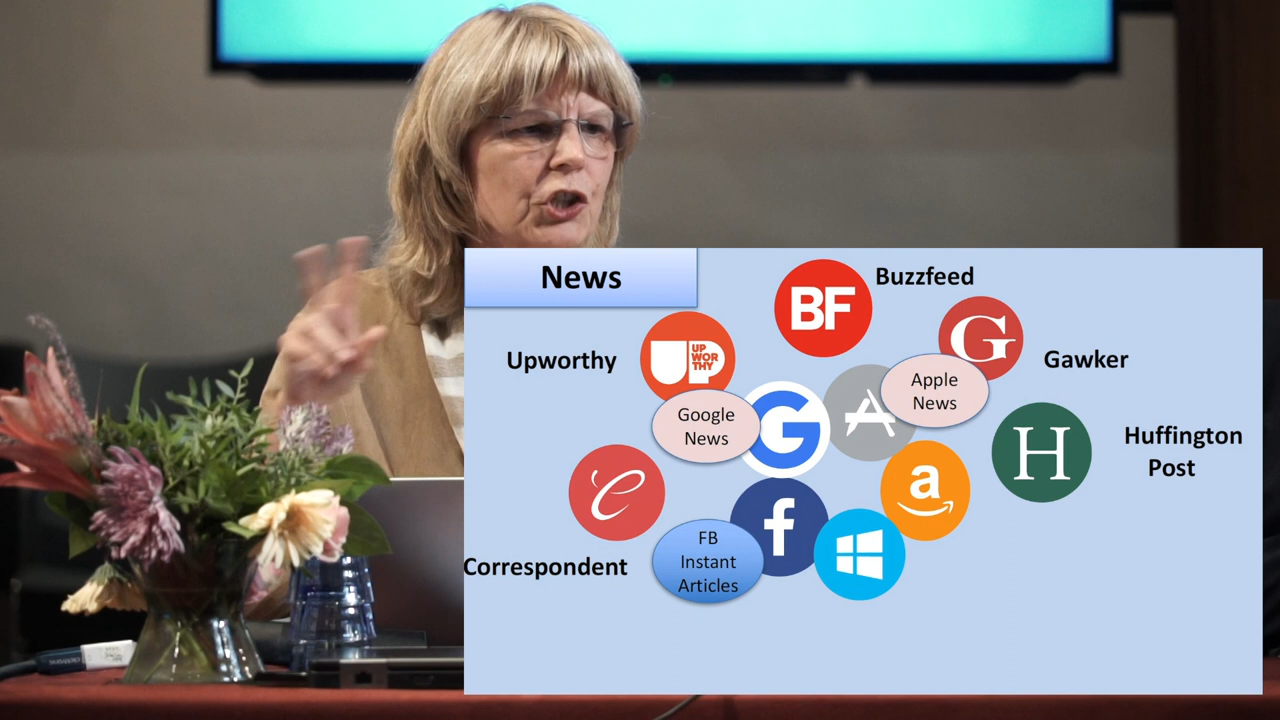 News
BF
Buzzfeed
UP
WOR
THY
Upworthy
G
Gawker
Apple
News
Google
News
G
A
H
Huffington
Post
C
a
f
FB
Instant
Articles
Correspondent